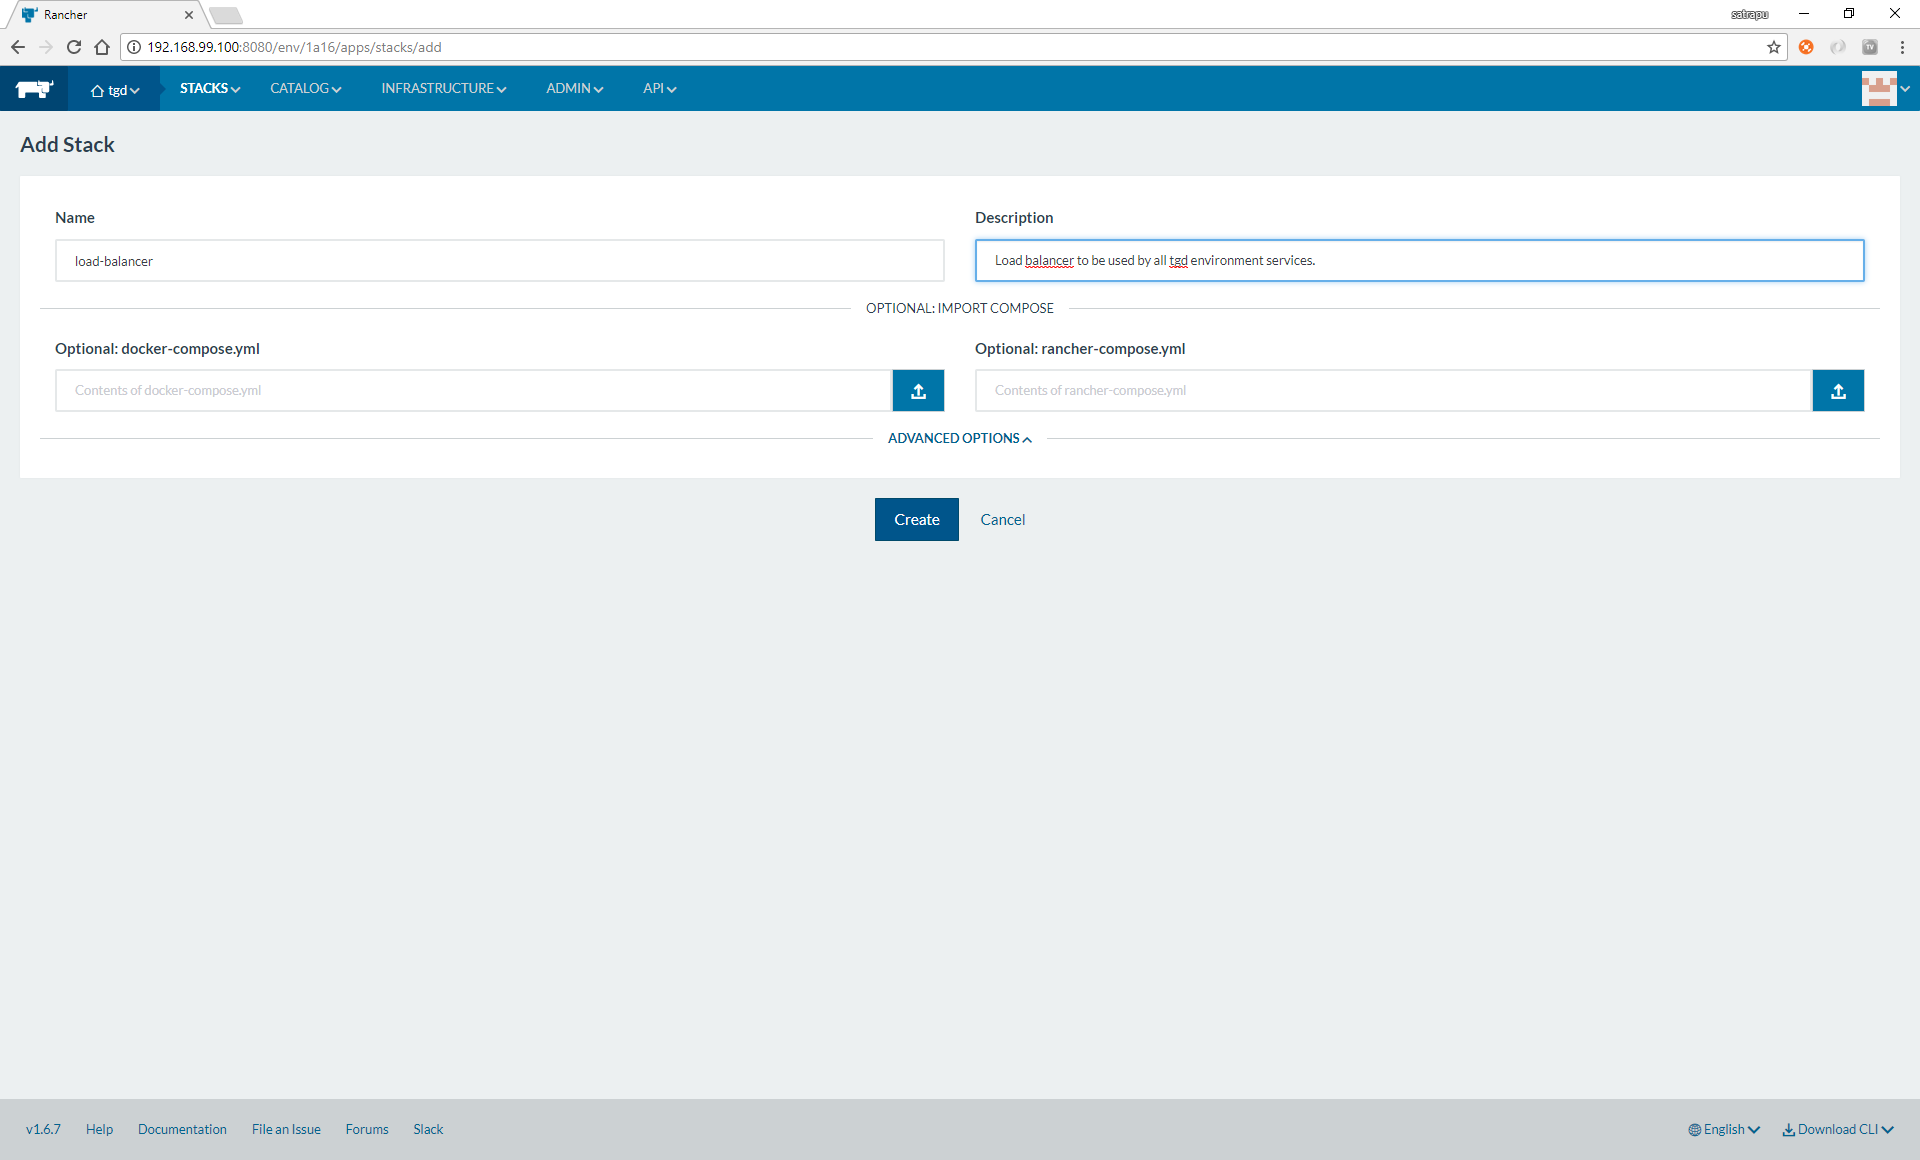 Rancher
satrapu
192.168.99.100:8080/env/1a16/apps/stacks/add
TV
tgd STACKS CATALOG INFRASTRUCTURE ADMIN API
Add Stack
Name Description
load-balancer Load balancer to be used by all tgd environment services.
OPTIONAL: IMPORT COMPOSE
Optional: docker-compose.yml Optional: rancher-compose.yml
Contents of docker-compose.yml Contents of rancher-compose.yml
ADVANCED OPTIONS
Create Cancel
v1.6.7 Help Documentation File an Issue Forums Slack English Download CLI